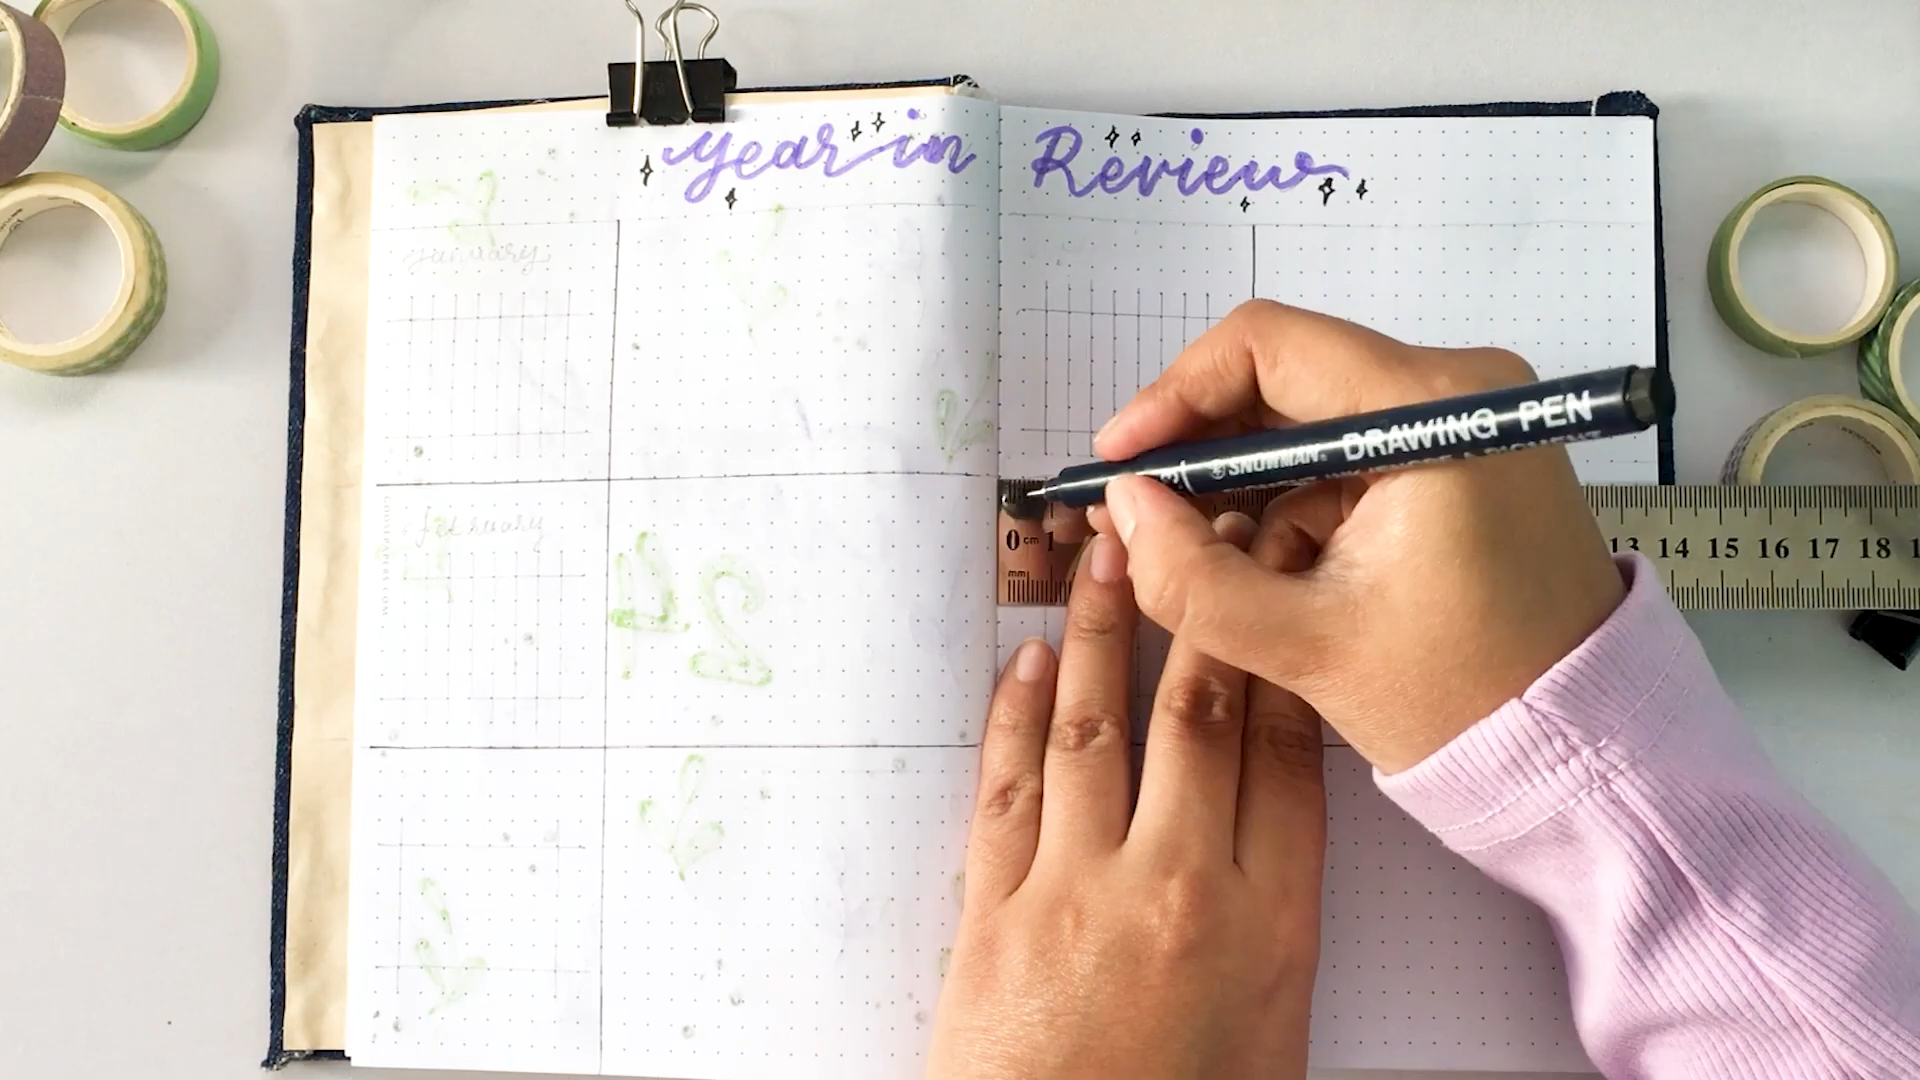 Year in Review
January
February
SNOWMAN DRAWING PEN
0 cm 1 13 14 15 16 17 18
mm